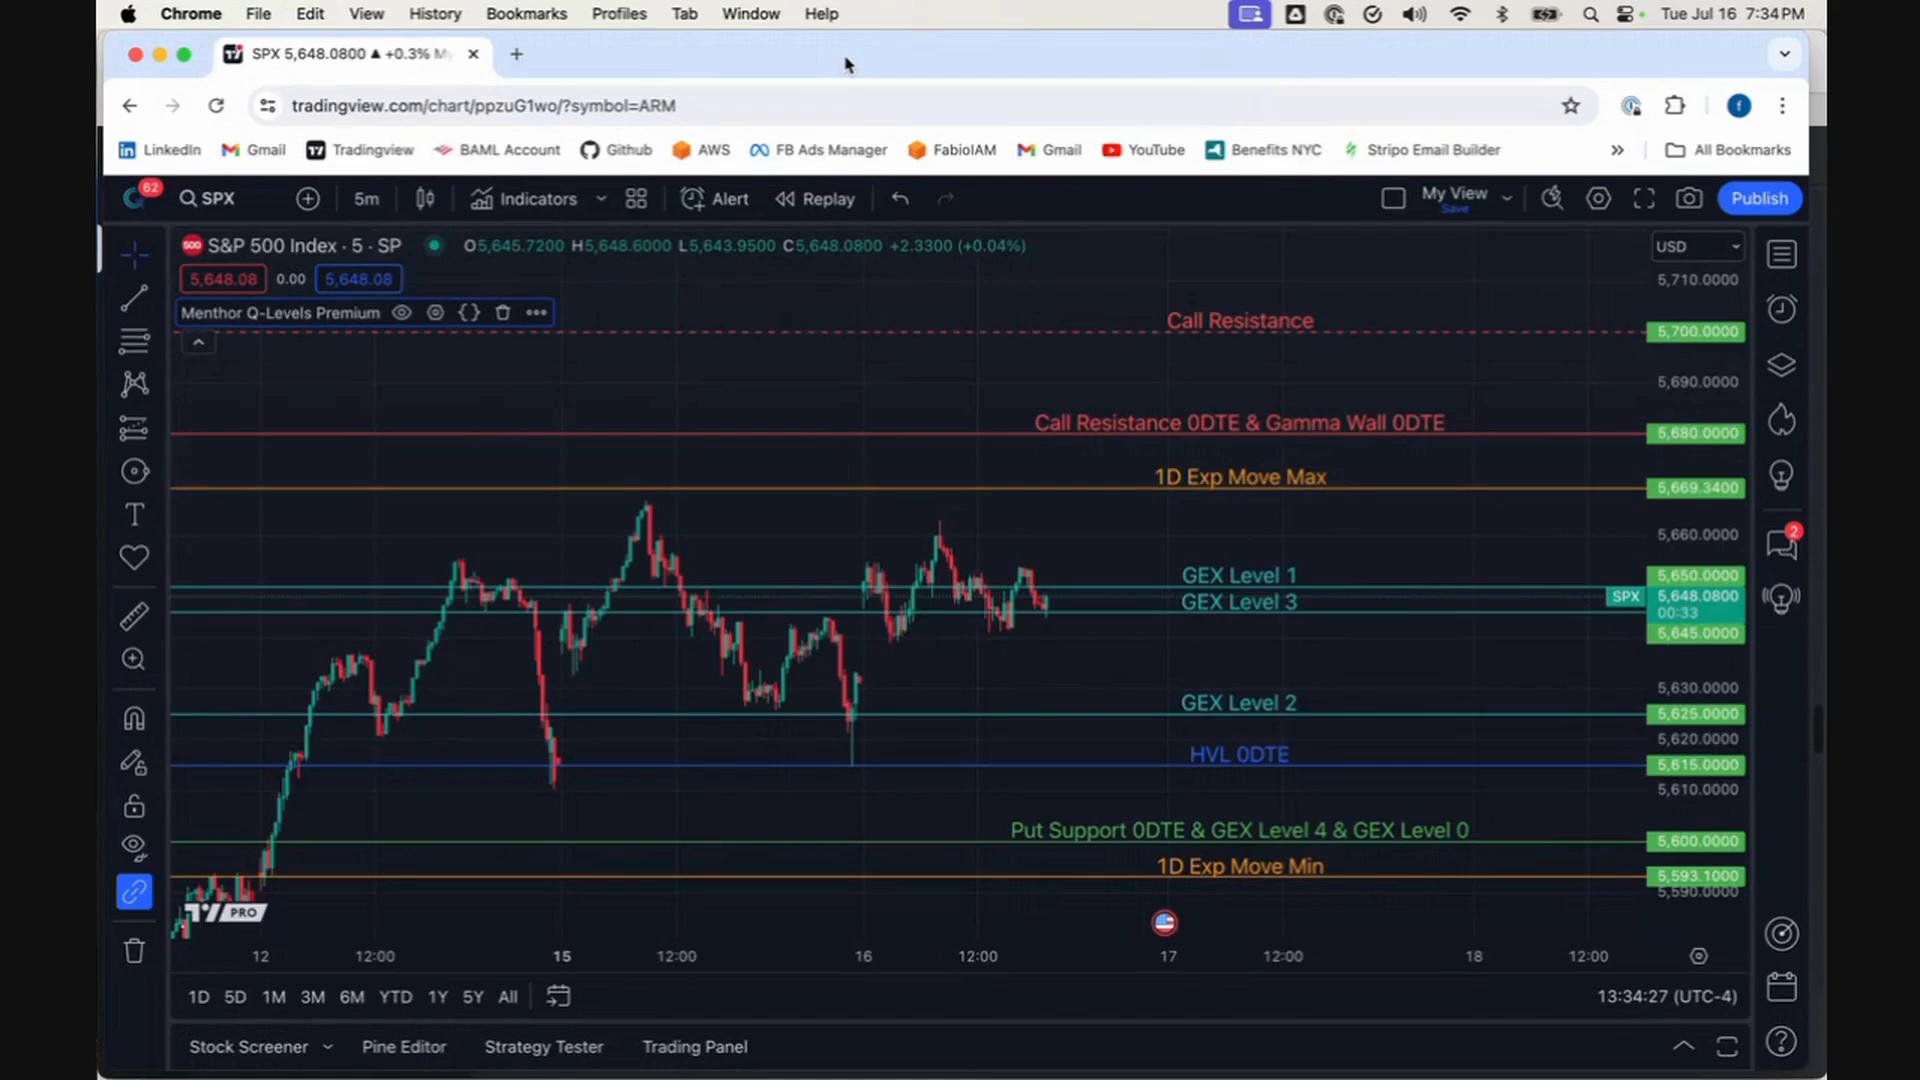 Chrome File Edit View History Bookmarks Profiles Tab Window Help Tue Jul 16 7:34 PM
SPX 5,648.0800 ▲ +0.3% My
tradingview.com/chart/ppzuG1wo/?symbol=ARM f
LinkedIn Gmail Tradingview BAML Account Github AWS FB Ads Manager FabioIAM Gmail YouTube Benefits NYC Stripo Email Builder » All Bookmarks
62 SPX 5m Indicators Alert Replay My View Publish
Save
500 S&P 500 Index · 5 · SP O5,645.7200 H5,648.6000 L5,643.9500 C5,648.0800 +2.3300 (+0.04%) USD
5,648.08 0.00 5,648.08 5,710.0000
Menthor Q-Levels Premium
Call Resistance 5,700.0000
5,690.0000
Call Resistance 0DTE & Gamma Wall 0DTE 5,680.0000
1D Exp Move Max 5,669.3400
5,660.0000 2
GEX Level 1 5,650.0000
GEX Level 3 SPX 5,648.0800
00:33
5,645.0000
5,630.0000
GEX Level 2 5,625.0000
5,620.0000
HVL 0DTE 5,615.0000
5,610.0000
Put Support 0DTE & GEX Level 4 & GEX Level 0 5,600.0000
1D Exp Move Min 5,593.1000
5,590.0000
PRO
12 12:00 15 12:00 16 12:00 17 12:00 18 12:00
1D 5D 1M 3M 6M YTD 1Y 5Y All 13:34:27 (UTC-4)
Stock Screener Pine Editor Strategy Tester Trading Panel